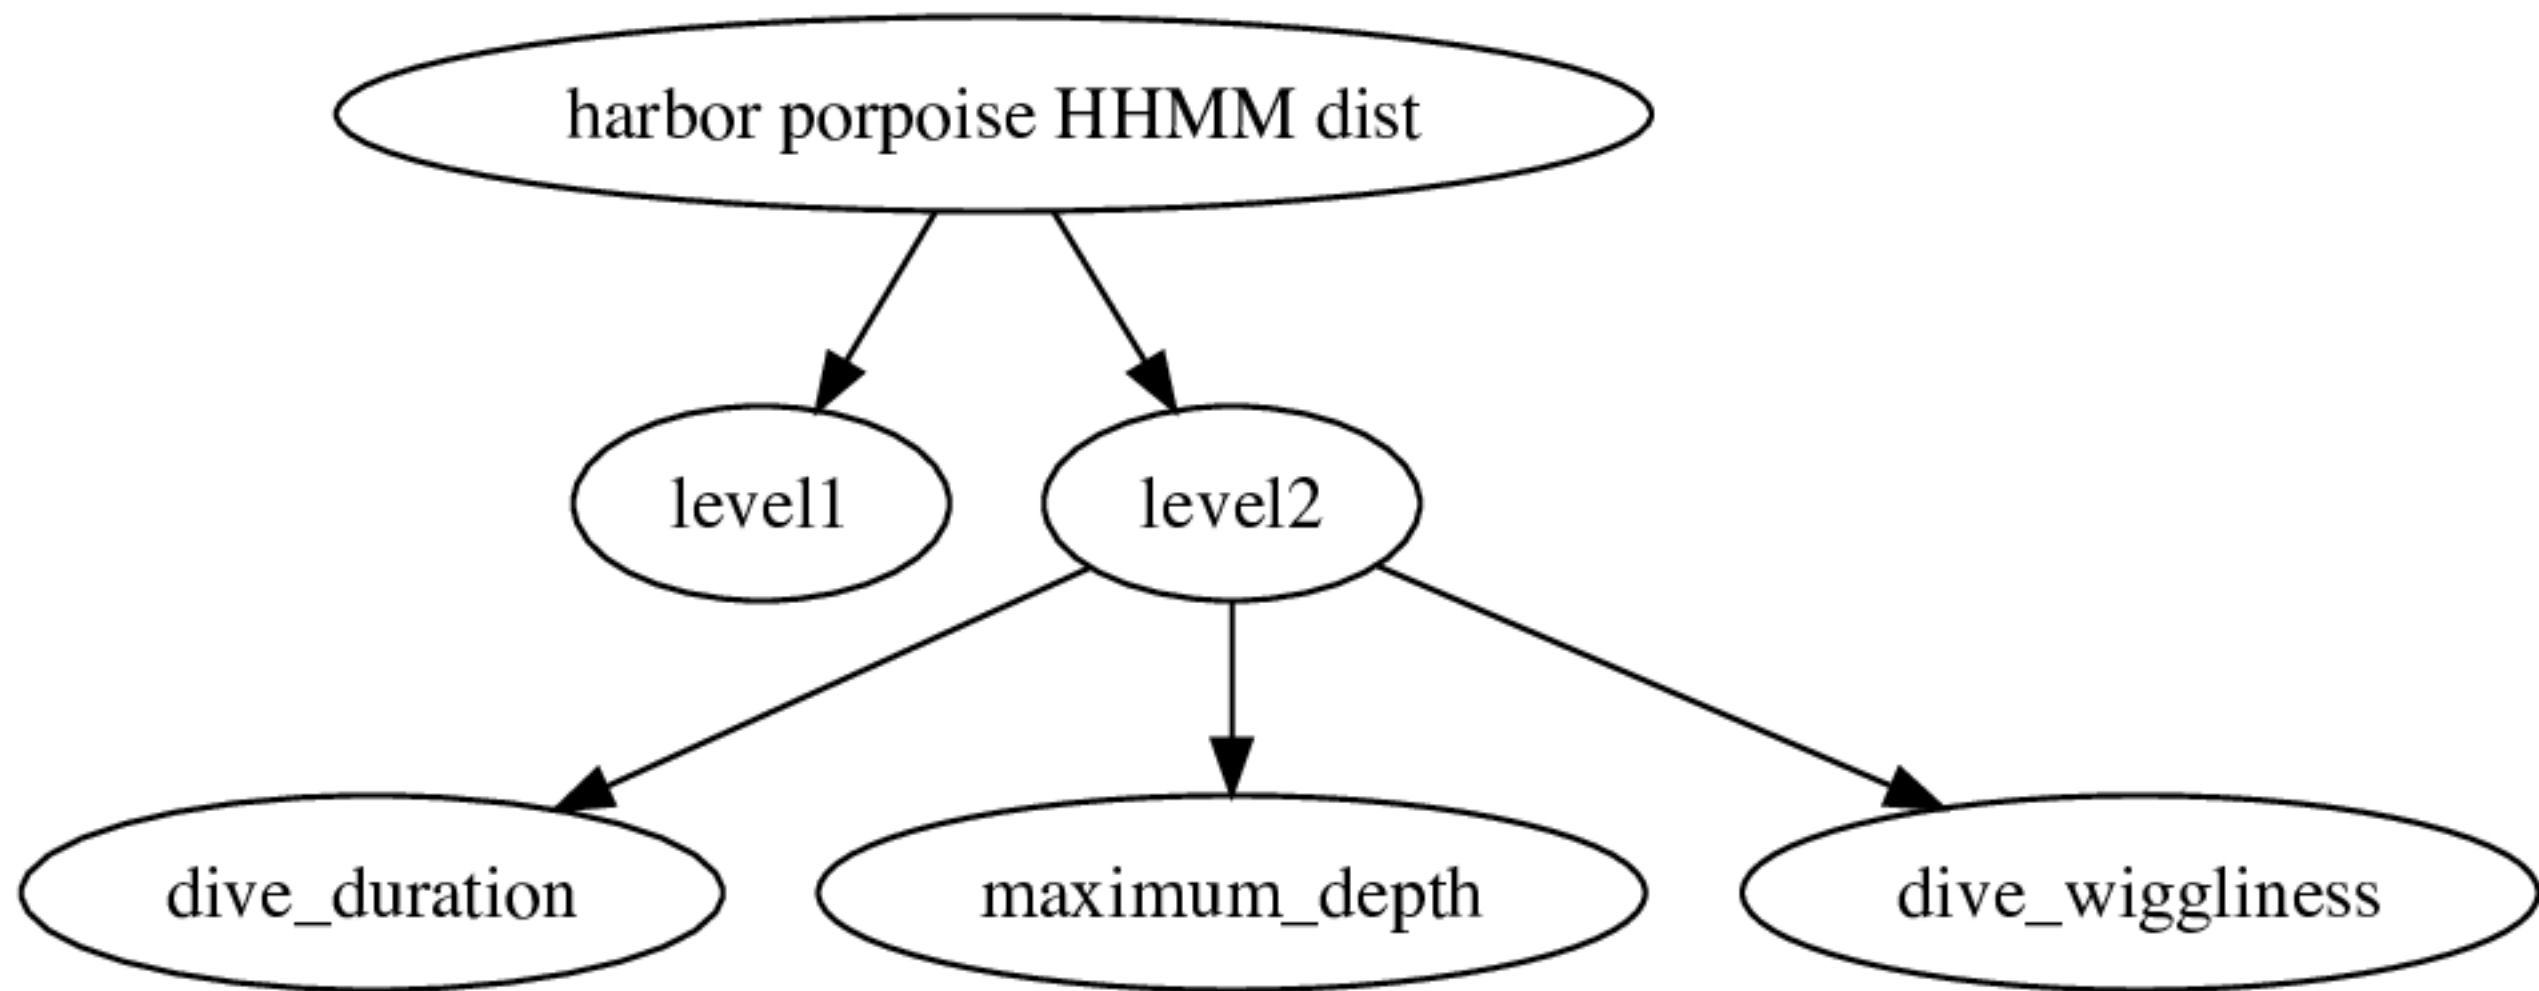 harbor porpoise HHMM dist
level1
level2
dive_duration
maximum_depth
dive_wiggliness